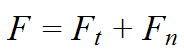 F = F_t + F_n